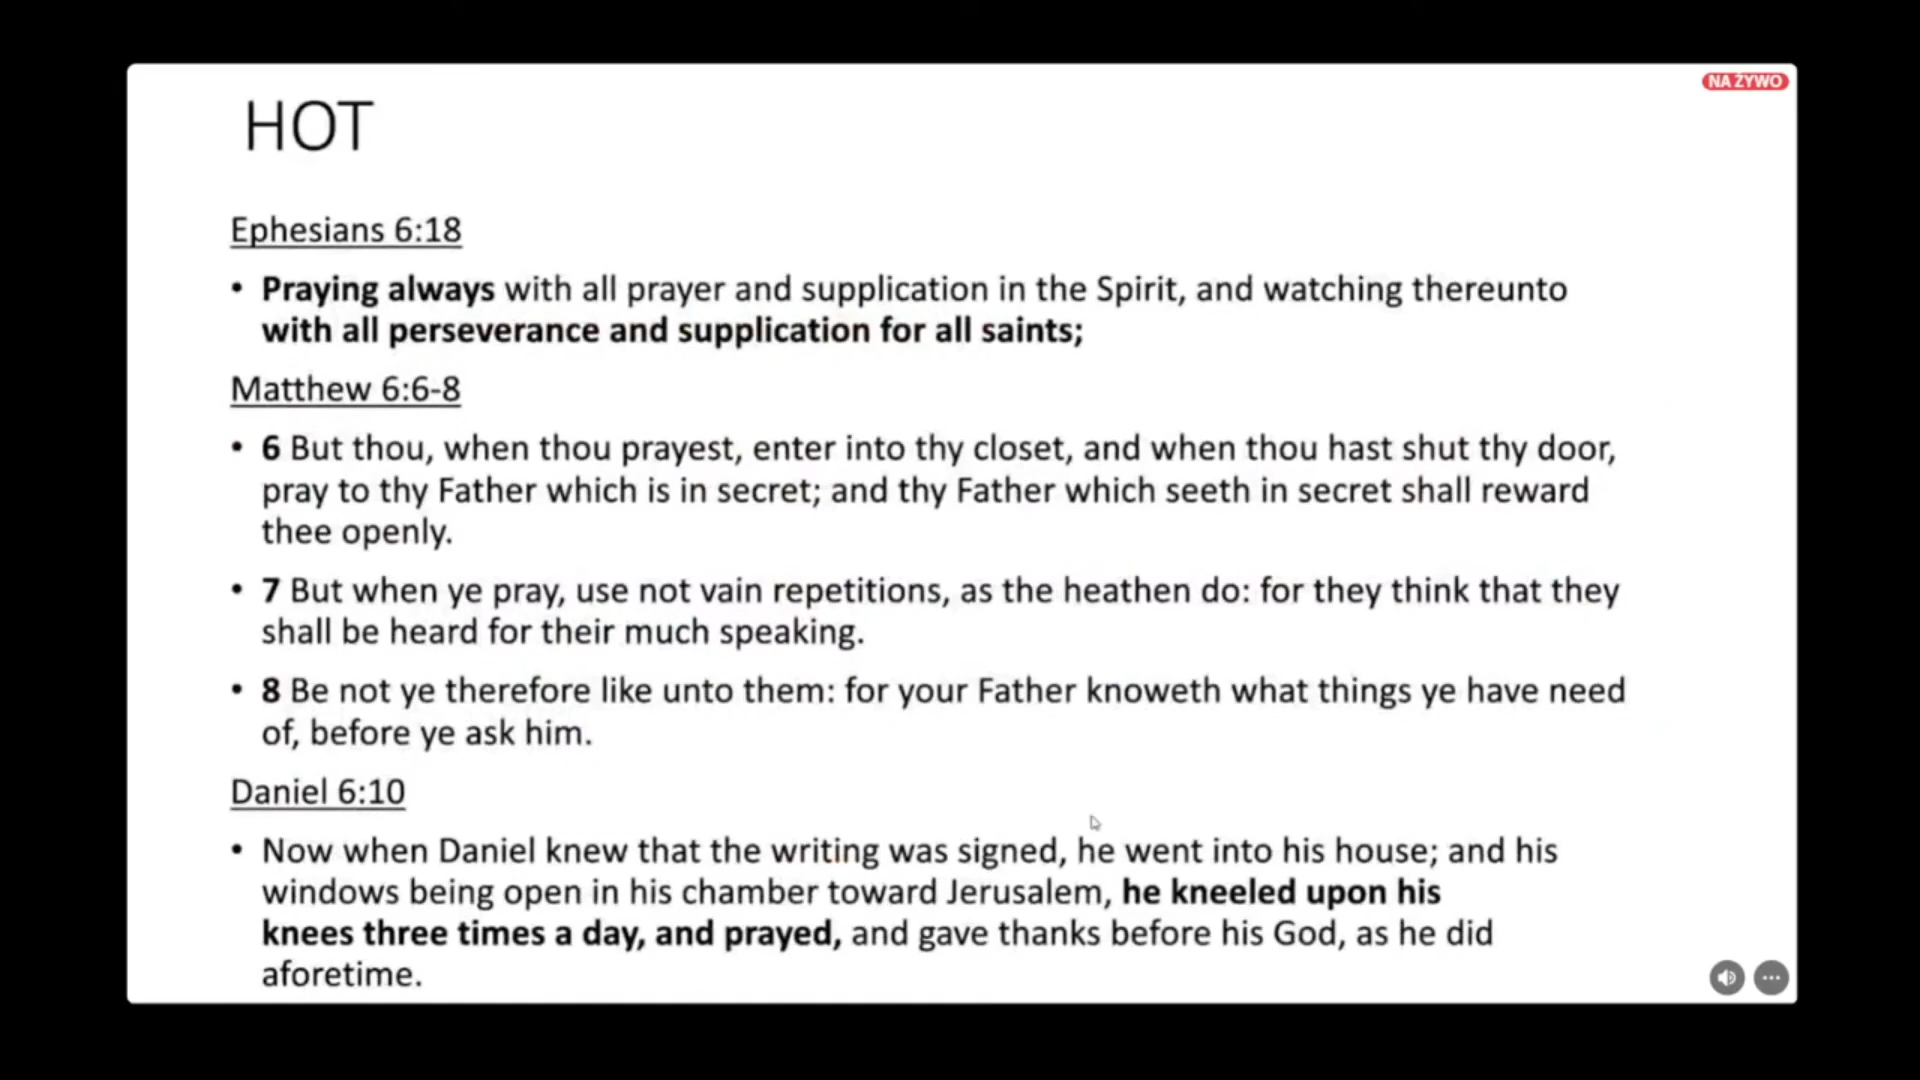 NA ŻYWO
HOT
Ephesians 6:18
• Praying always with all prayer and supplication in the Spirit, and watching thereunto
with all perseverance and supplication for all saints;
Matthew 6:6-8
• 6 But thou, when thou prayest, enter into thy closet, and when thou hast shut thy door,
pray to thy Father which is in secret; and thy Father which seeth in secret shall reward
thee openly.
• 7 But when ye pray, use not vain repetitions, as the heathen do: for they think that they
shall be heard for their much speaking.
• 8 Be not ye therefore like unto them: for your Father knoweth what things ye have need
of, before ye ask him.
Daniel 6:10
• Now when Daniel knew that the writing was signed, he went into his house; and his
windows being open in his chamber toward Jerusalem, he kneeled upon his
knees three times a day, and prayed, and gave thanks before his God, as he did
aforetime.